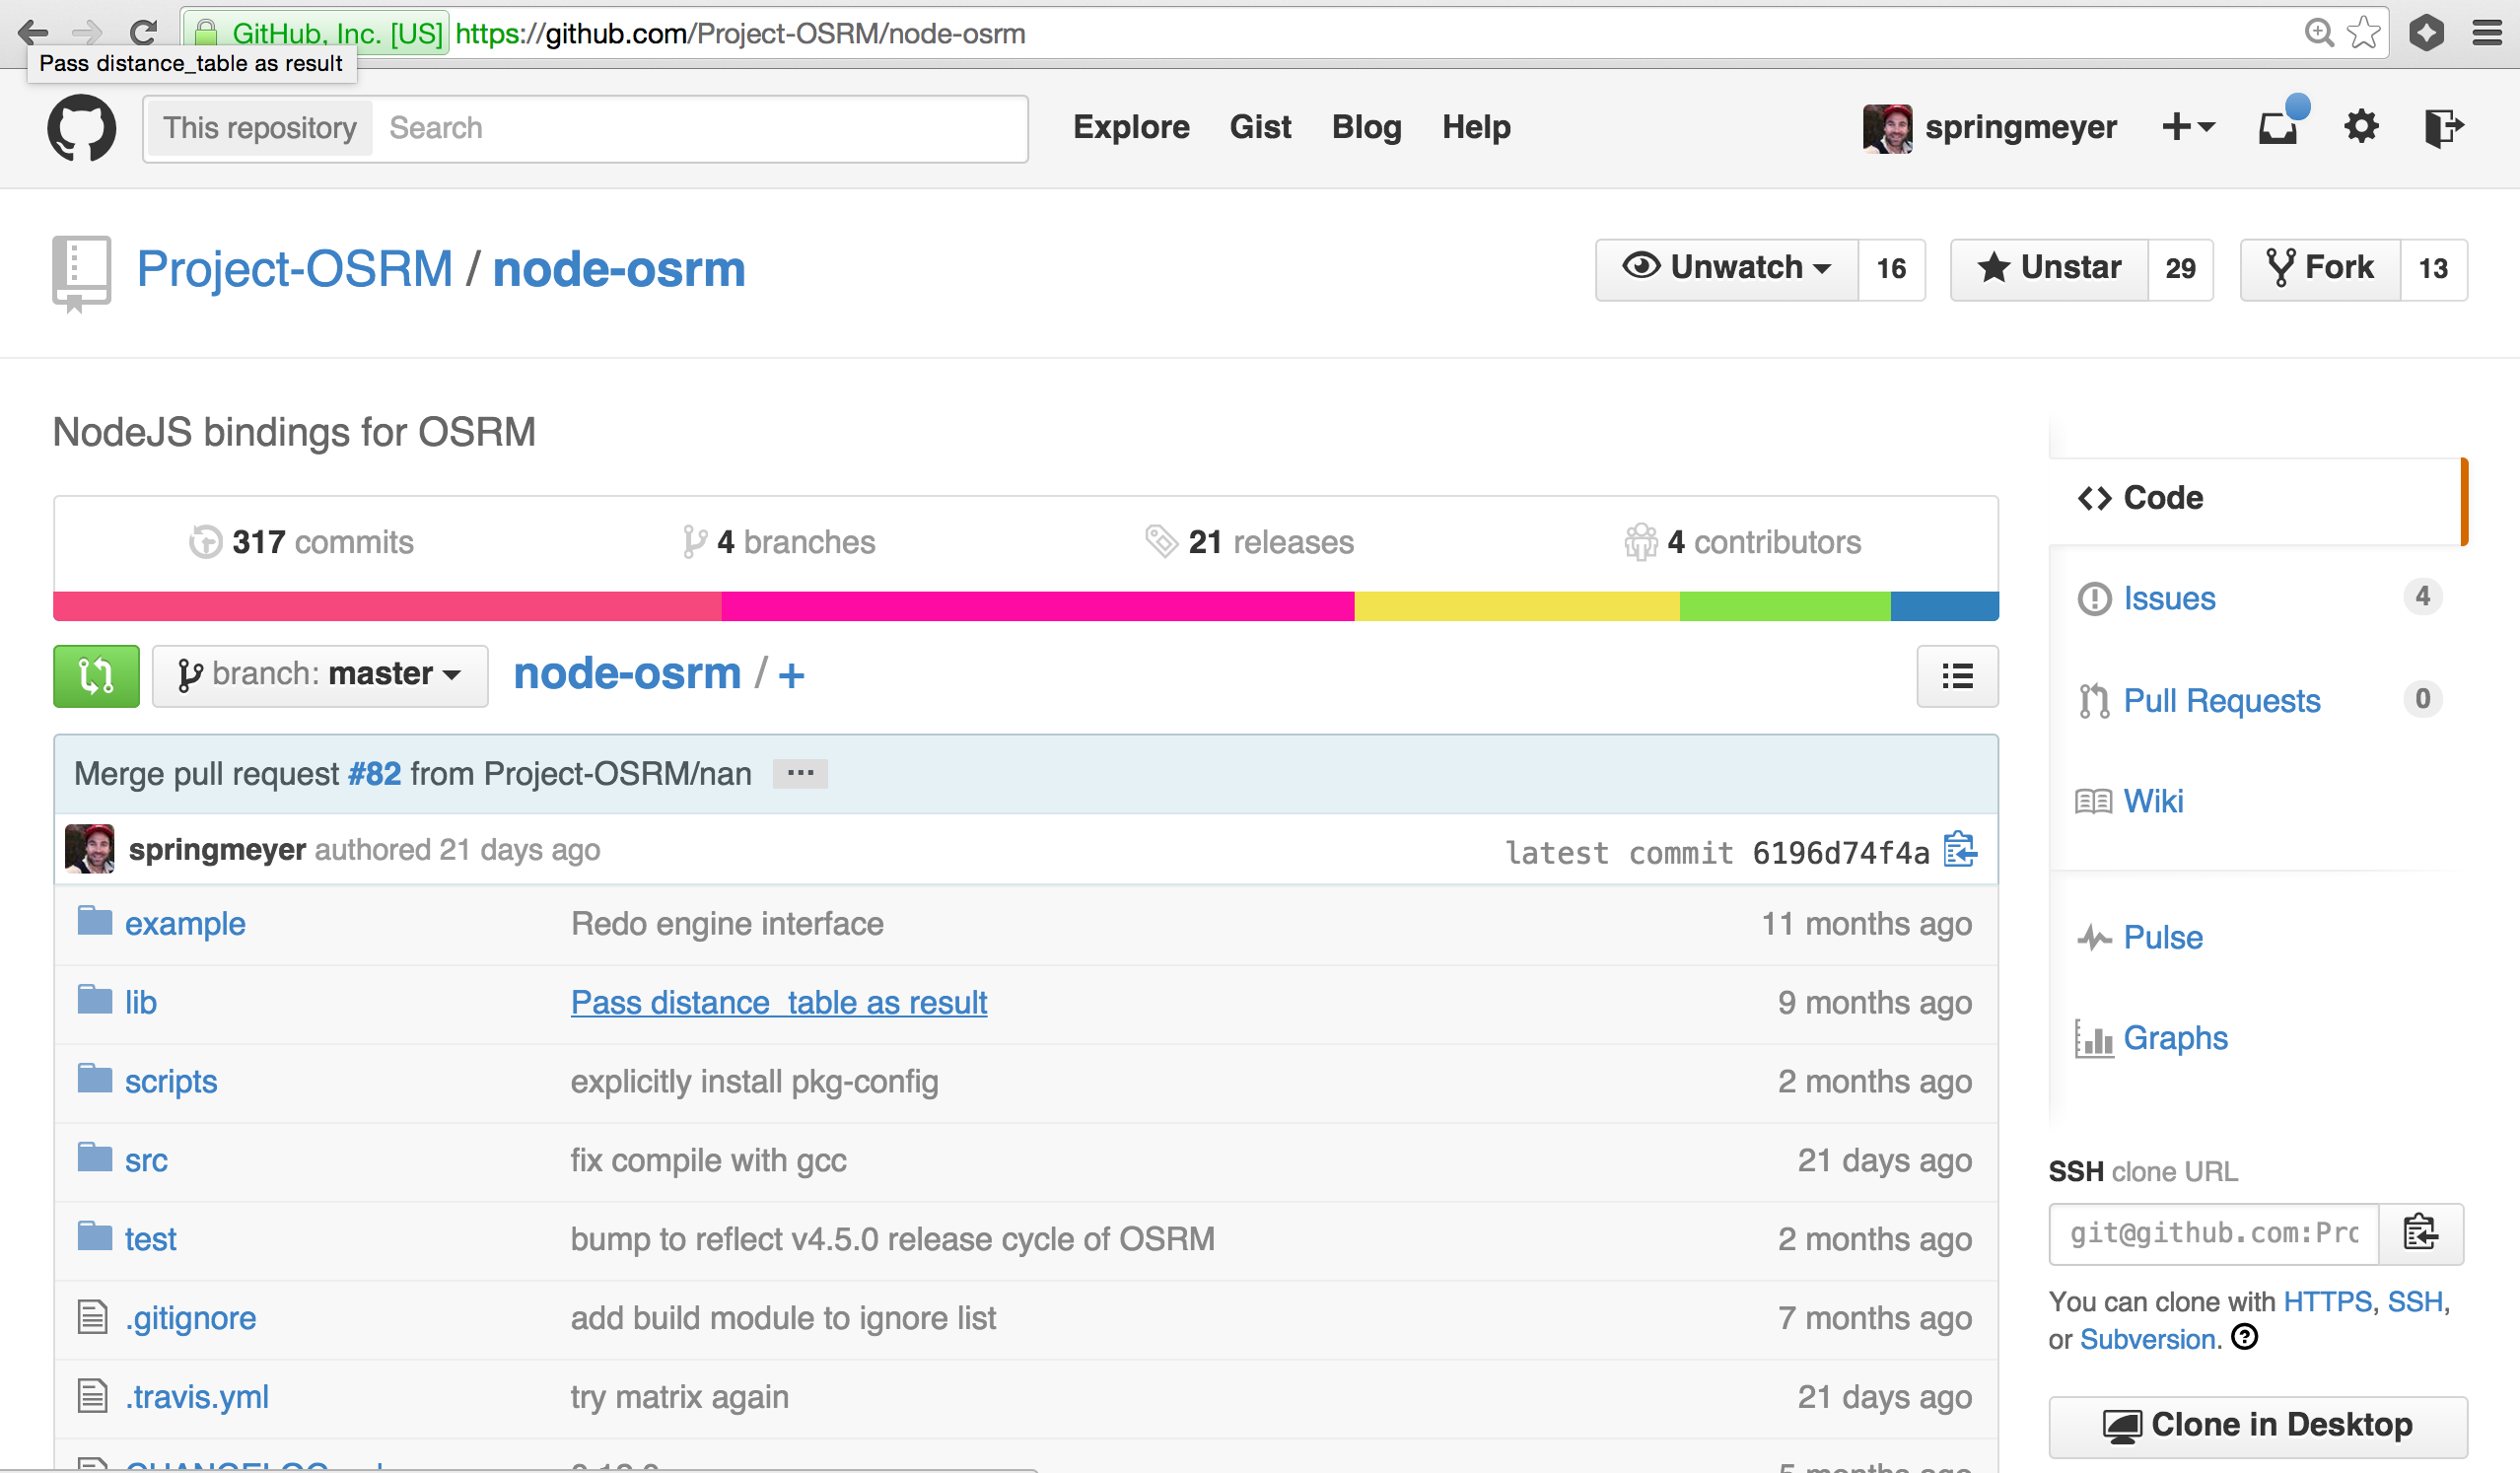 GitHub, Inc. [US] https://github.com/Project-OSRM/node-osrm
Pass distance_table as result
This repository Search Explore Gist Blog Help springmeyer
Project-OSRM / node-osrm Unwatch 16 Unstar 29 Fork 13
NodeJS bindings for OSRM
317 commits 4 branches 21 releases 4 contributors
branch: master node-osrm / +
Merge pull request #82 from Project-OSRM/nan ...
springmeyer authored 21 days ago latest commit 6196d74f4a
example Redo engine interface 11 months ago
lib Pass distance_table as result 9 months ago
scripts explicitly install pkg-config 2 months ago
src fix compile with gcc 21 days ago
test bump to reflect v4.5.0 release cycle of OSRM 2 months ago
.gitignore add build module to ignore list 7 months ago
.travis.yml try matrix again 21 days ago
Code
Issues 4
Pull Requests 0
Wiki
Pulse
Graphs
SSH clone URL
git@github.com:Prc
You can clone with HTTPS, SSH,
or Subversion.
Clone in Desktop